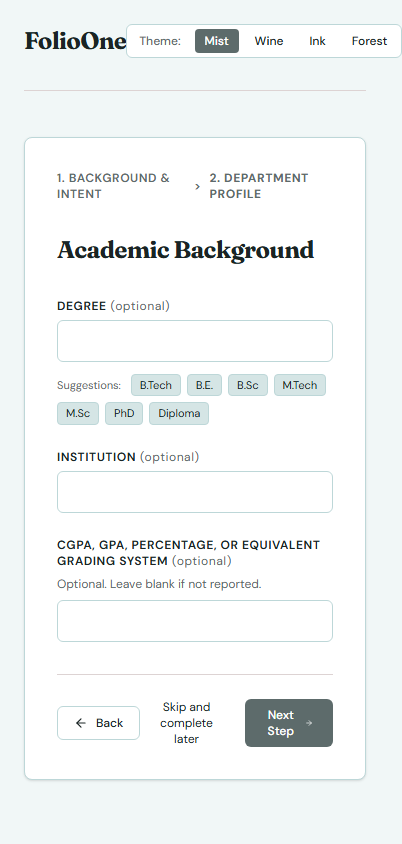 FolioOne
Theme: Mist Wine Ink Forest
1. BACKGROUND & INTENT
> 2. DEPARTMENT PROFILE
Academic Background
DEGREE (optional)
Suggestions: B.Tech B.E. B.Sc M.Tech
M.Sc PhD Diploma
INSTITUTION (optional)
CGPA, GPA, PERCENTAGE, OR EQUIVALENT
GRADING SYSTEM (optional)
Optional. Leave blank if not reported.
← Back
Skip and
complete
later
Next
Step →